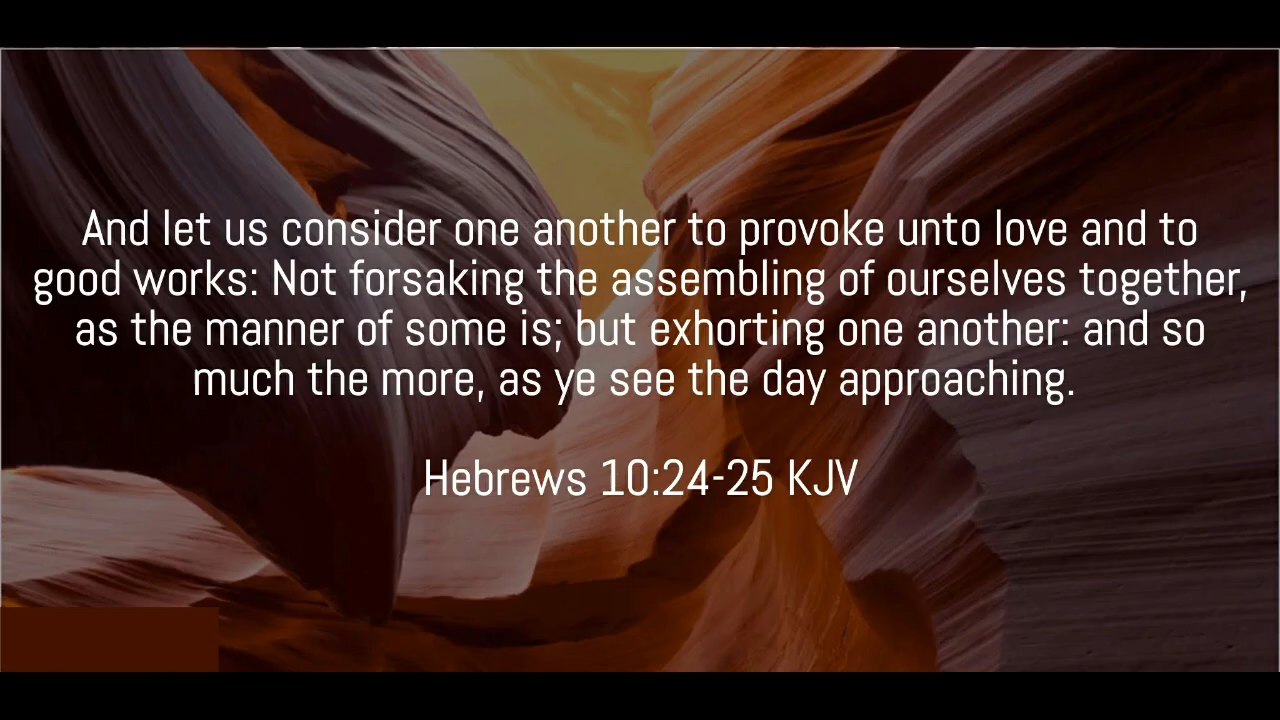 And let us consider one another to provoke unto love and to
good works: Not forsaking the assembling of ourselves together,
as the manner of some is; but exhorting one another: and so
much the more, as ye see the day approaching.
Hebrews 10:24-25 KJV